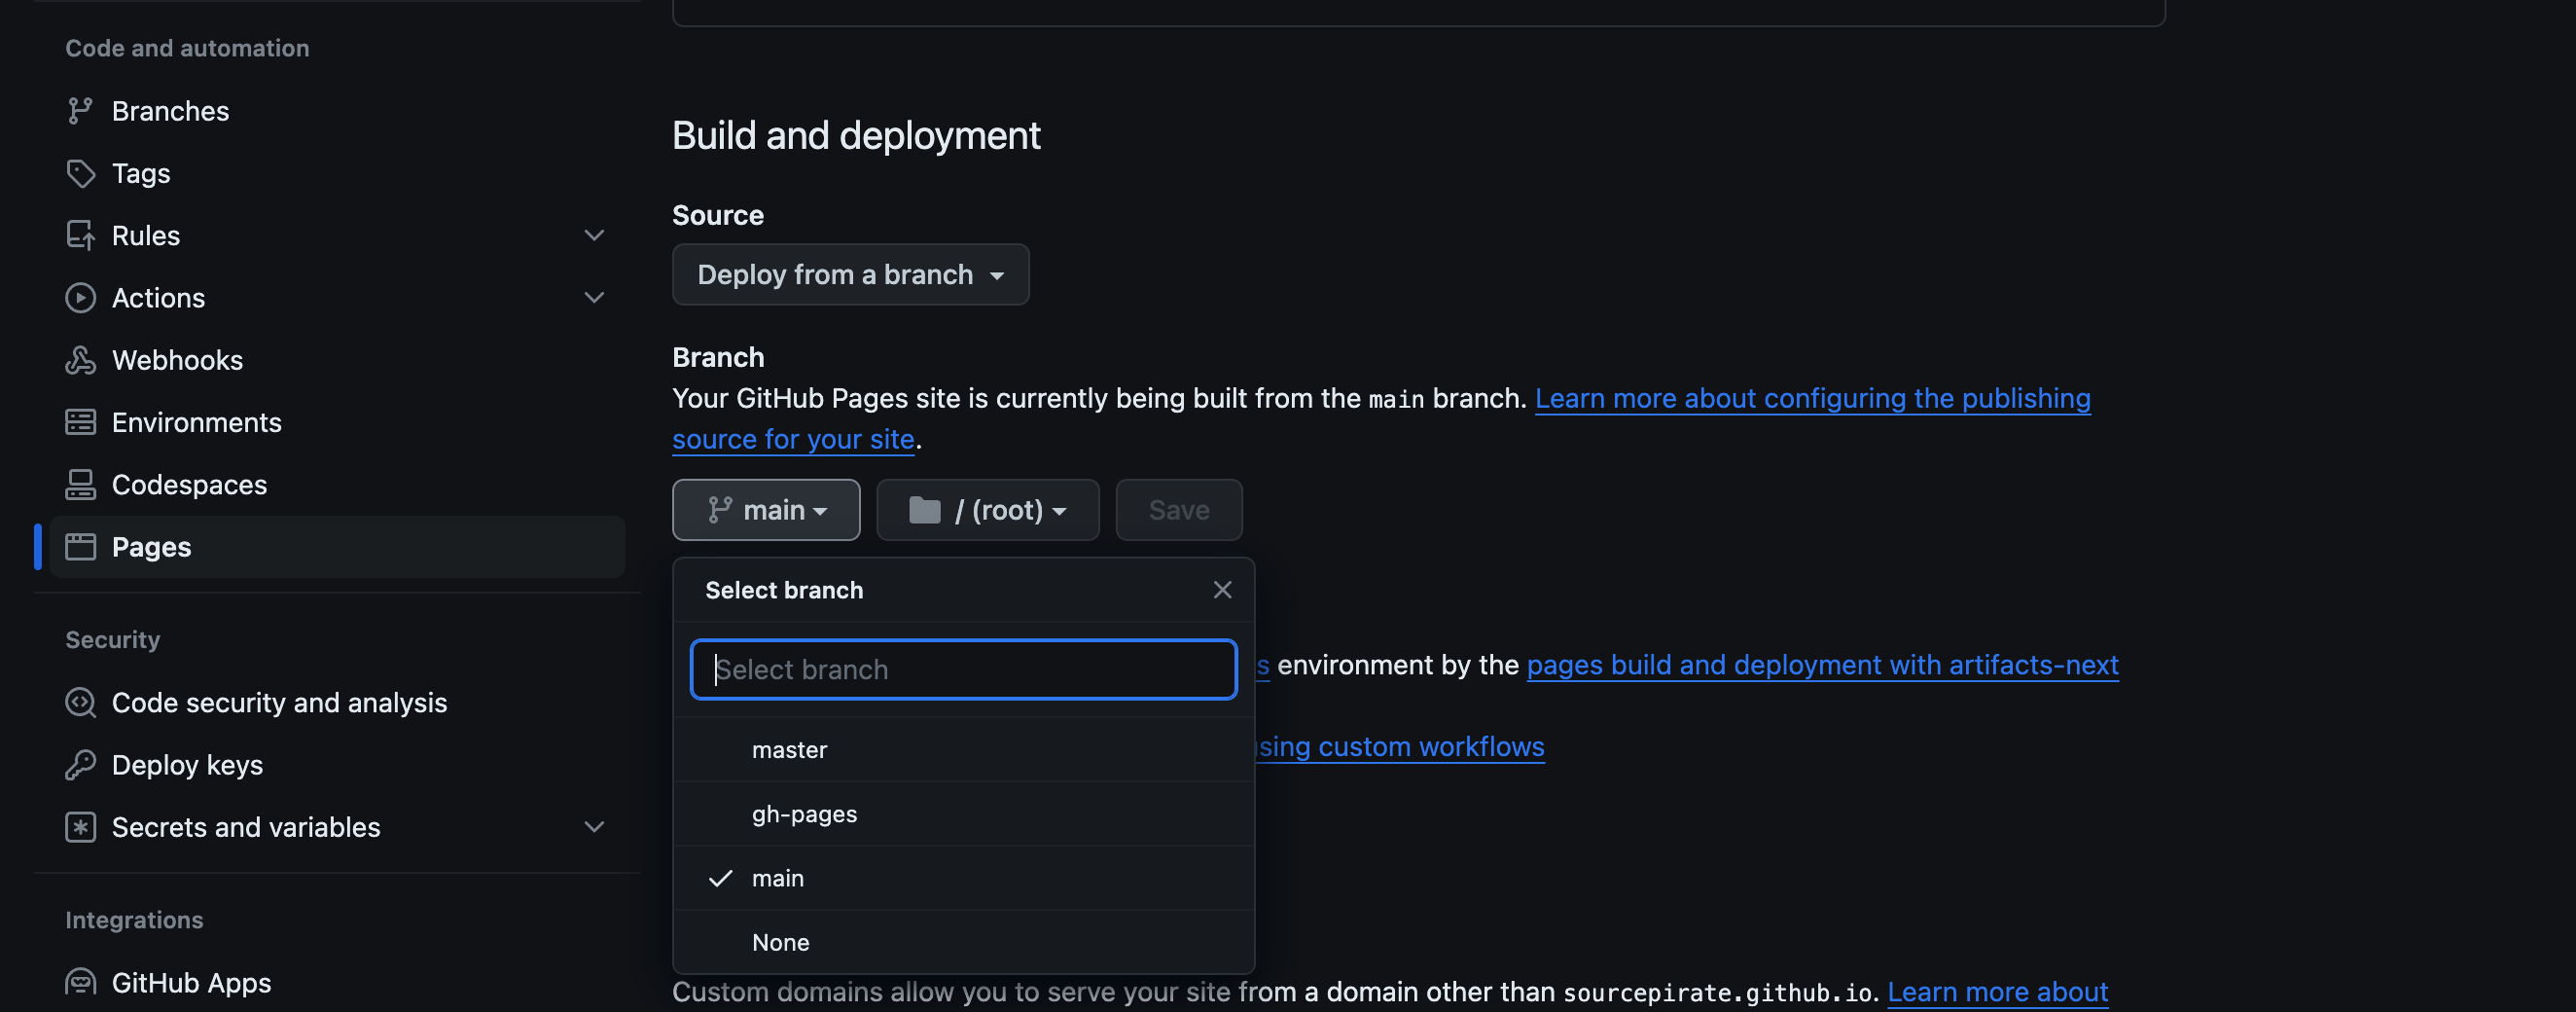 Code and automation
Branches
Tags
Rules
Actions
Webhooks
Environments
Codespaces
Pages
Security
Code security and analysis
Deploy keys
Secrets and variables
Integrations
GitHub Apps
Build and deployment
Source
Deploy from a branch
Branch
Your GitHub Pages site is currently being built from the main branch. Learn more about configuring the publishing
source for your site.
main
/ (root)
Save
Select branch
Select branch
master
gh-pages
main
None
s environment by the pages build and deployment with artifacts-next
using custom workflows
Custom domains allow you to serve your site from a domain other than sourcepirate.github.io. Learn more about